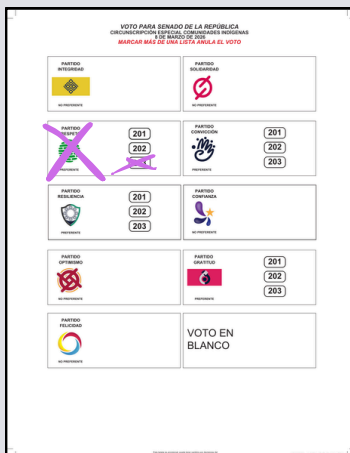 VOTO PARA SENADO DE LA REPÚBLICA
CIRCUNSCRIPCIÓN ESPECIAL COMUNIDADES INDÍGENAS
8 DE MARZO DE 2026
MARCAR MÁS DE UNA LISTA ANULA EL VOTO
PARTIDO
INTEGRIDAD
NO PREFERENTE
PARTIDO
SOLIDARIDAD
NO PREFERENTE
PARTIDO
201
202
PREFERENTE
PARTIDO
CONVICCIÓN
PREFERENTE
201
202
203
PARTIDO
RESILIENCIA
PREFERENTE
201
202
203
PARTIDO
CONFIANZA
NO PREFERENTE
PARTIDO
OPTIMISMO
NO PREFERENTE
PARTIDO
GRATITUD
PREFERENTE
201
202
203
PARTIDO
FELICIDAD
NO PREFERENTE
VOTO EN
BLANCO